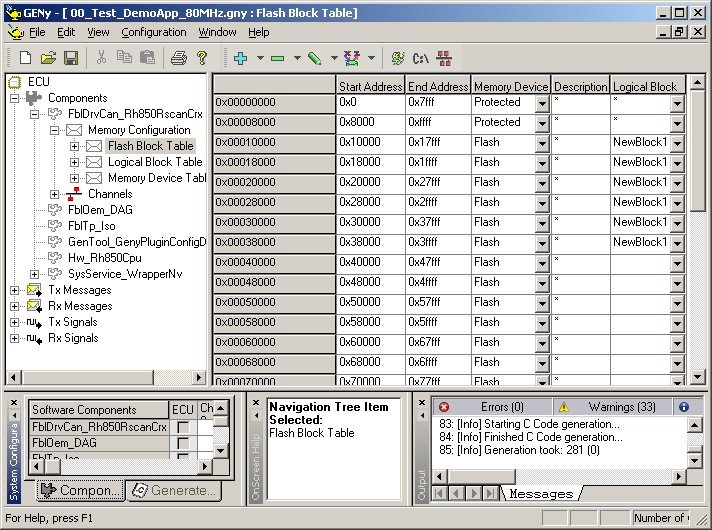 GENy - [ 00_Test_DemoApp_80MHz.gny : Flash Block Table]
File Edit View Configuration Window Help
C:\
ECU
Components
FblDrvCan_Rh850RscanCrx
Memory Configuration
Flash Block Table
Logical Block Table
Memory Device Tabl
Channels
FblOem_DAG
FblTp_Iso
GenTool_GenyPluginConfigD
Hw_Rh850Cpu
SysService_WrapperNv
Tx Messages
Rx Messages
Tx Signals
Rx Signals
Start Address End Address Memory Device Description Logical Block
0x00000000 0x0 0x7fff Protected * *
0x00008000 0x8000 0xffff Protected * *
0x00010000 0x10000 0x17fff Flash * NewBlock1
0x00018000 0x18000 0x1ffff Flash * NewBlock1
0x00020000 0x20000 0x27fff Flash * NewBlock1
0x00028000 0x28000 0x2ffff Flash * NewBlock1
0x00030000 0x30000 0x37fff Flash * NewBlock1
0x00038000 0x38000 0x3ffff Flash * NewBlock1
0x00040000 0x40000 0x47fff Flash *
0x00048000 0x48000 0x4ffff Flash *
0x00050000 0x50000 0x57fff Flash *
0x00058000 0x58000 0x5ffff Flash *
0x00060000 0x60000 0x67fff Flash *
0x00068000 0x68000 0x6ffff Flash *
0x00070000 0x70000 0x77fff Flash *
System Configura
Software Components ECU Ch
FblDrvCan_Rh850RscanCrx
FblOem_DAG
FblTp_Iso
Compon... Generate...
OnScreen Help
Navigation Tree Item
Selected:
Flash Block Table
Output
Errors (0) Warnings (33)
83: [Info] Starting C Code generation...
84: [Info] Finished C Code generation...
85: [Info] Generation took: 281 (0)
Messages
For Help, press F1
Number of